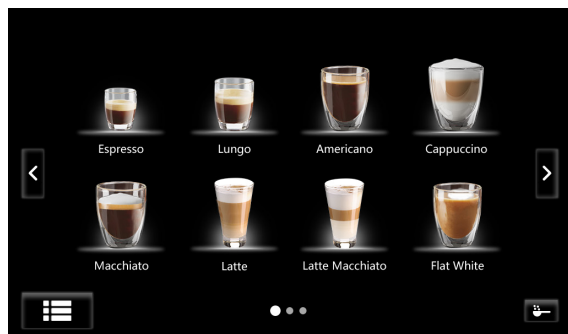 Espresso
Lungo
Americano
Cappuccino
Macchiato
Latte
Latte Macchiato
Flat White